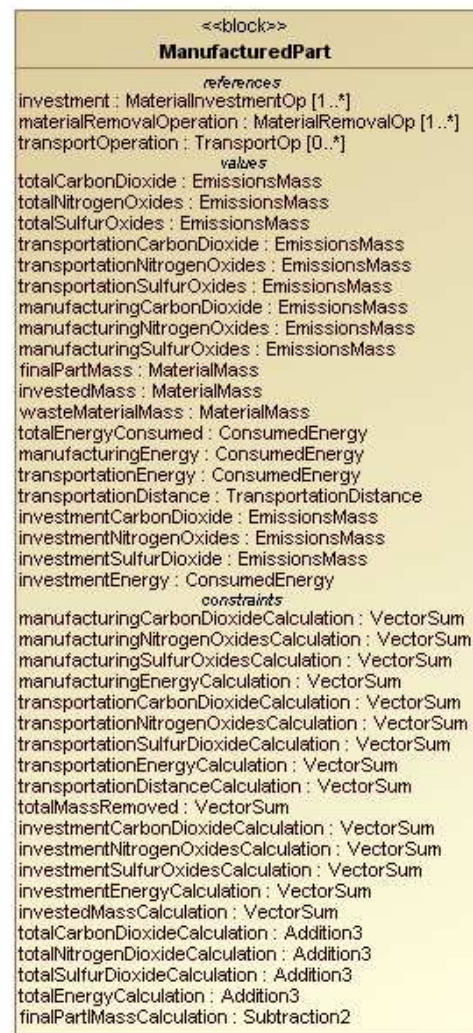 <<block>>
ManufacturedPart
references
investment : MaterialInvestmentOp [1..*]
materialRemovalOperation : MaterialRemovalOp [1..*]
transportOperation : TransportOp [0..*]
values
totalCarbonDioxide : EmissionsMass
totalNitrogenOxides : EmissionsMass
totalSulfurOxides : EmissionsMass
transportationCarbonDioxide : EmissionsMass
transportationNitrogenOxides : EmissionsMass
transportationSulfurOxides : EmissionsMass
manufacturingCarbonDioxide : EmissionsMass
manufacturingNitrogenOxides : EmissionsMass
manufacturingSulfurOxides : EmissionsMass
finalPartMass : MaterialMass
investedMass : MaterialMass
wasteMaterialMass : MaterialMass
totalEnergyConsumed : ConsumedEnergy
manufacturingEnergy : ConsumedEnergy
transportationEnergy : ConsumedEnergy
transportationDistance : TransportationDistance
investmentCarbonDioxide : EmissionsMass
investmentNitrogenOxides : EmissionsMass
investmentSulfurDioxide : EmissionsMass
investmentEnergy : ConsumedEnergy
constraints
manufacturingCarbonDioxideCalculation : VectorSum
manufacturingNitrogenOxidesCalculation : VectorSum
manufacturingSulfurOxidesCalculation : VectorSum
manufacturingEnergyCalculation : VectorSum
transportationCarbonDioxideCalculation : VectorSum
transportationNitrogenOxidesCalculation : VectorSum
transportationSulfurDioxideCalculation : VectorSum
transportationEnergyCalculation : VectorSum
transportationDistanceCalculation : VectorSum
totalMassRemoved : VectorSum
investmentCarbonDioxideCalculation : VectorSum
investmentNitrogenOxidesCalculation : VectorSum
investmentSulfurOxidesCalculation : VectorSum
investmentEnergyCalculation : VectorSum
investedMassCalculation : VectorSum
totalCarbonDioxideCalculation : Addition3
totalNitrogenDioxideCalculation : Addition3
totalSulfurDioxideCalculation : Addition3
totalEnergyCalculation : Addition3
finalPartlMassCalculation : Subtraction2